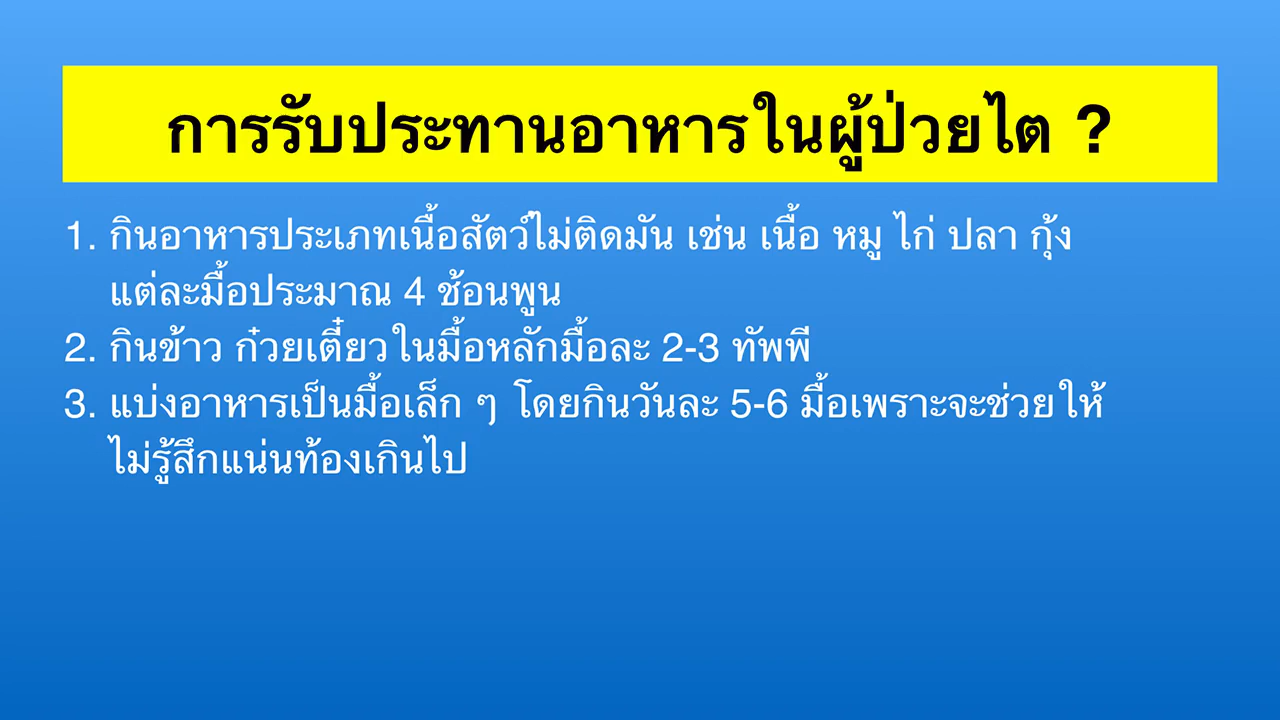 การรับประทานอาหารในผู้ป่วยไต ?
1. กินอาหารประเภทเนื้อสัตว์ไม่ติดมัน เช่น เนื้อ หมู ไก่ ปลา กุ้ง
แต่ละมื้อประมาณ 4 ช้อนพูน
2. กินข้าว ก๋วยเตี๋ยวในมื้อหลักมื้อละ 2-3 ทัพพี
3. แบ่งอาหารเป็นมื้อเล็ก ๆ โดยกินวันละ 5-6 มื้อเพราะจะช่วยให้
ไม่รู้สึกแน่นท้องเกินไป